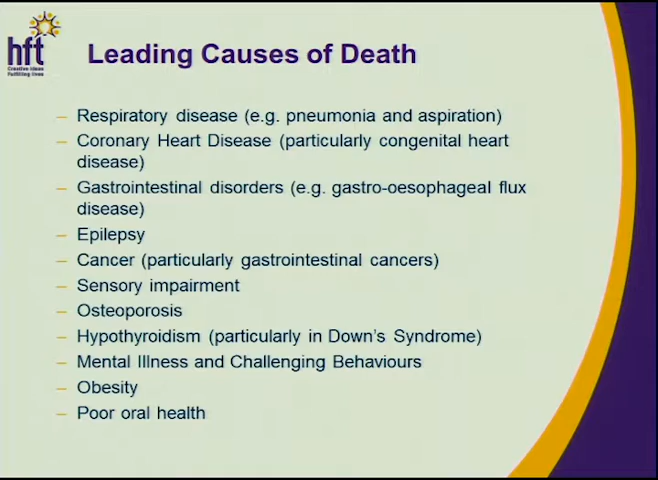 hft
Creative Ideas
Fulfilling lives
Leading Causes of Death
– Respiratory disease (e.g. pneumonia and aspiration)
– Coronary Heart Disease (particularly congenital heart
disease)
– Gastrointestinal disorders (e.g. gastro-oesophageal flux
disease)
– Epilepsy
– Cancer (particularly gastrointestinal cancers)
– Sensory impairment
– Osteoporosis
– Hypothyroidism (particularly in Down's Syndrome)
– Mental Illness and Challenging Behaviours
– Obesity
– Poor oral health